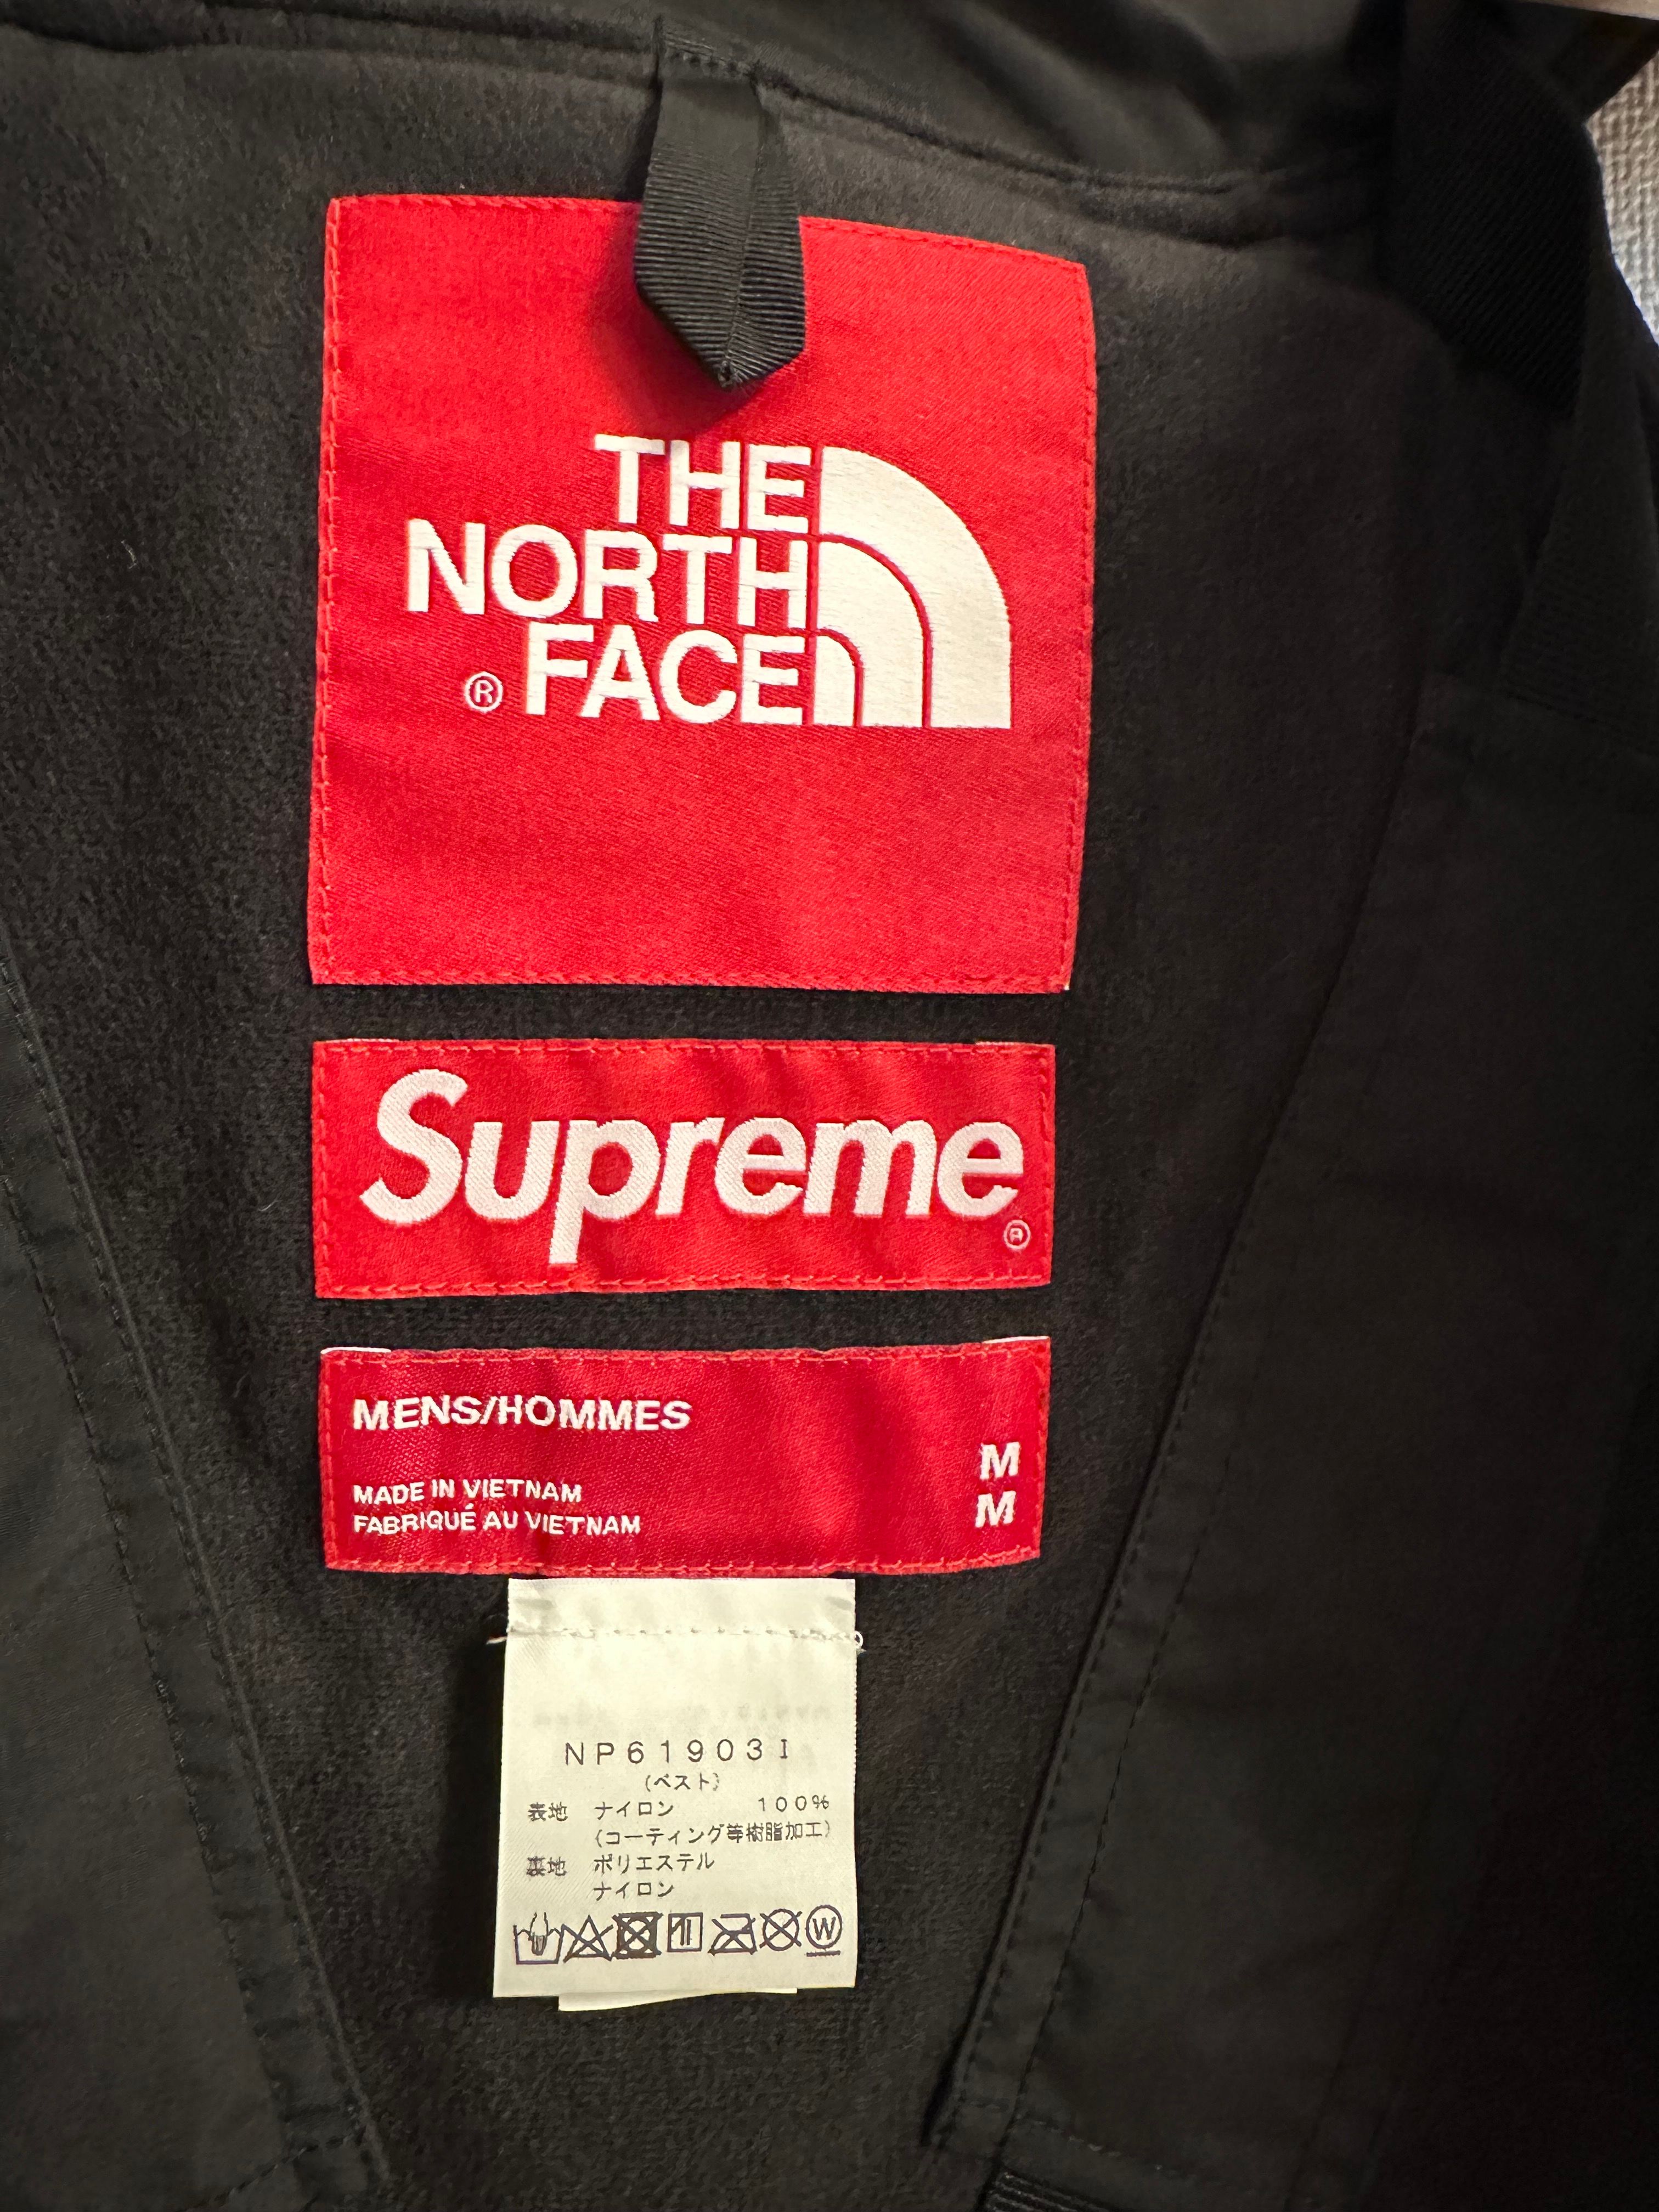 THE
NORTH
® FACE
Supreme®
MENS/HOMMES
M
M
MADE IN VIETNAM
FABRIQUÉ AU VIETNAM
NP61903I
(ベスト)
表地 ナイロン 100%
(コーティング等樹脂加工)
裏地 ポリエステル
ナイロン
W